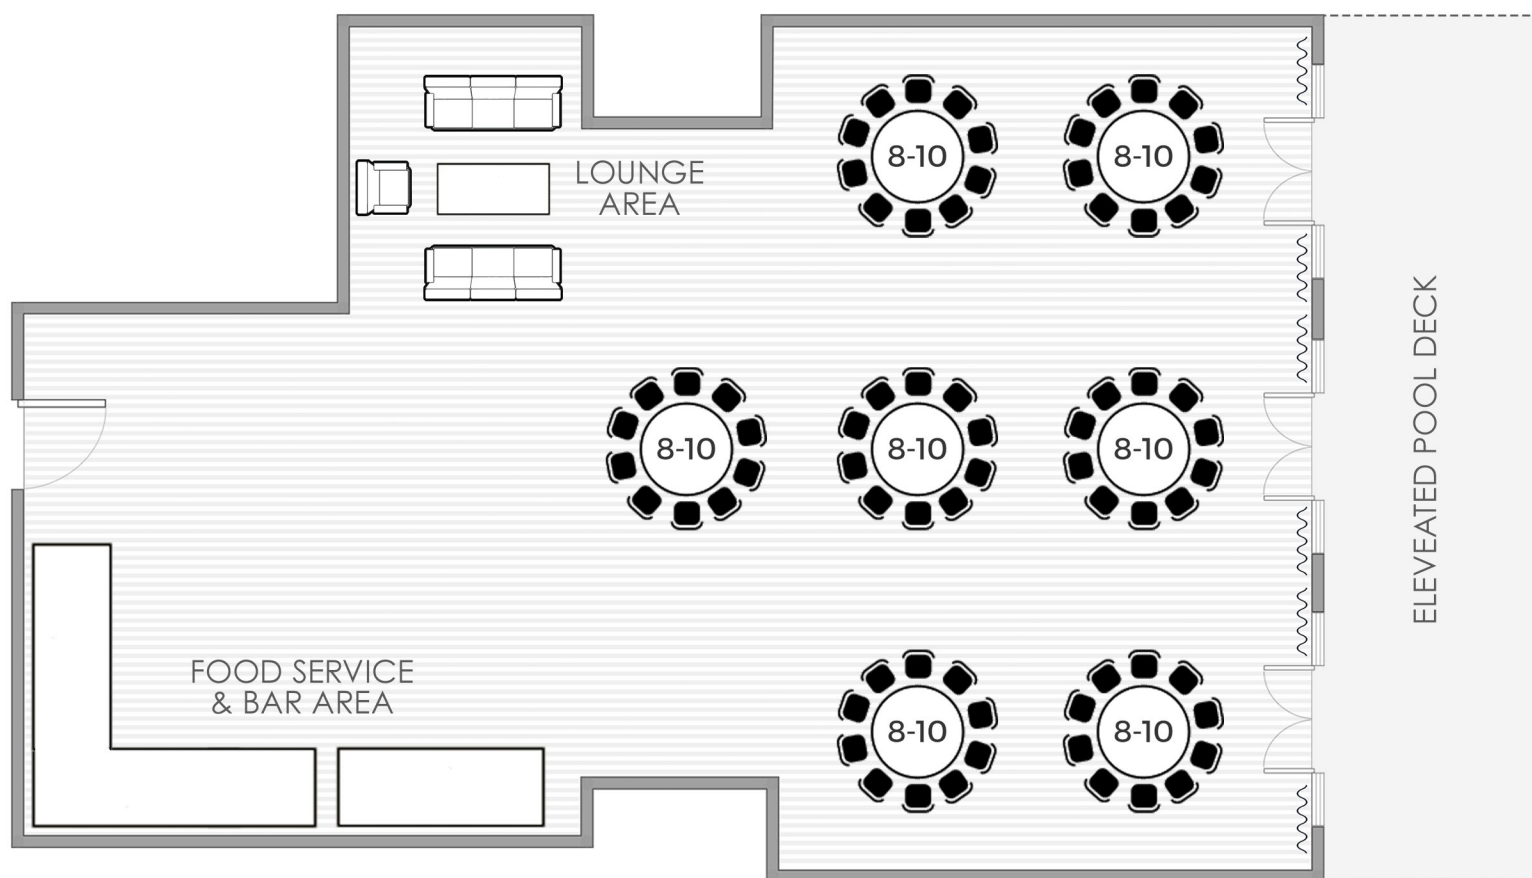 8-10
8-10
LOUNGE
AREA
8-10
8-10
8-10
ELEVEATED POOL DECK
FOOD SERVICE
& BAR AREA
8-10
8-10